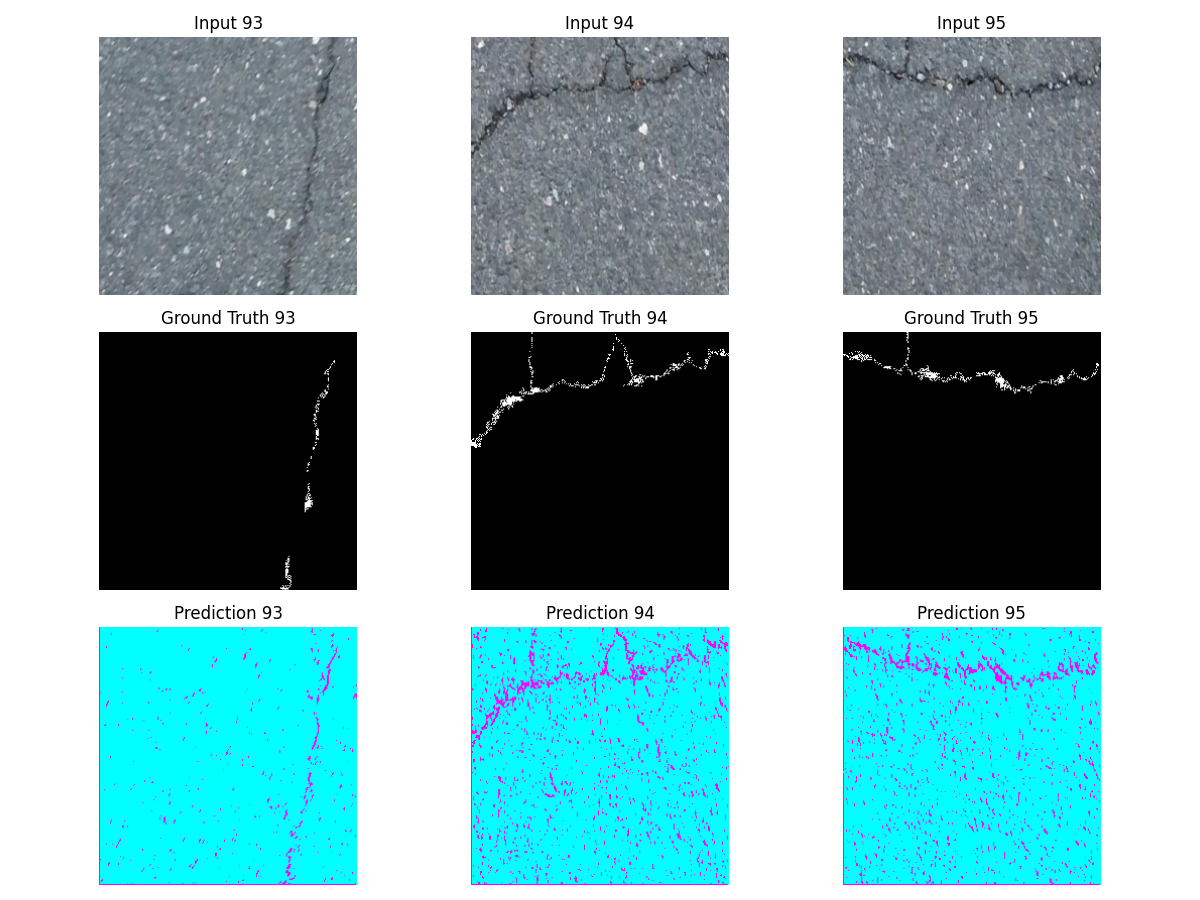 Input 93
Input 94
Input 95
Ground Truth 93
Ground Truth 94
Ground Truth 95
Prediction 93
Prediction 94
Prediction 95